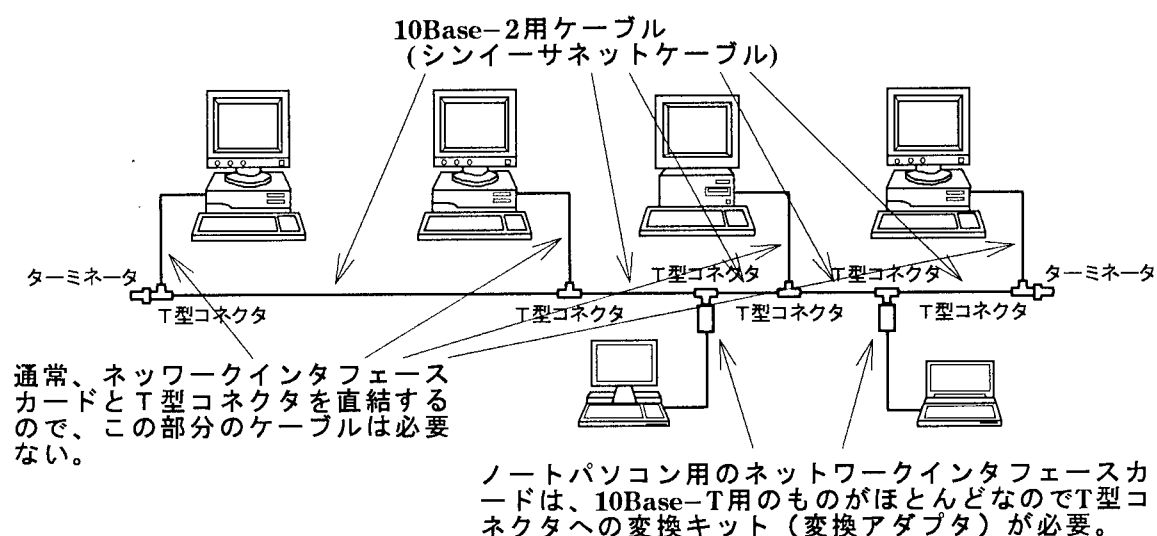 10Base-2用ケーブル
(シンイーサネットケーブル)
T型コネクタ
T型コネクタ
ターミネータ
ターミネータ
T型コネクタ
T型コネクタ
T型コネクタ
T型コネクタ
通常、ネッワークインタフェース
カードとT型コネクタを直結する
ので、この部分のケーブルは必要
ない。
ノートパソコン用のネットワークインタフェースカ
ードは、10Base-T用のものがほとんどなのでT型コ
ネクタへの変換キット（変換アダプタ）が必要。